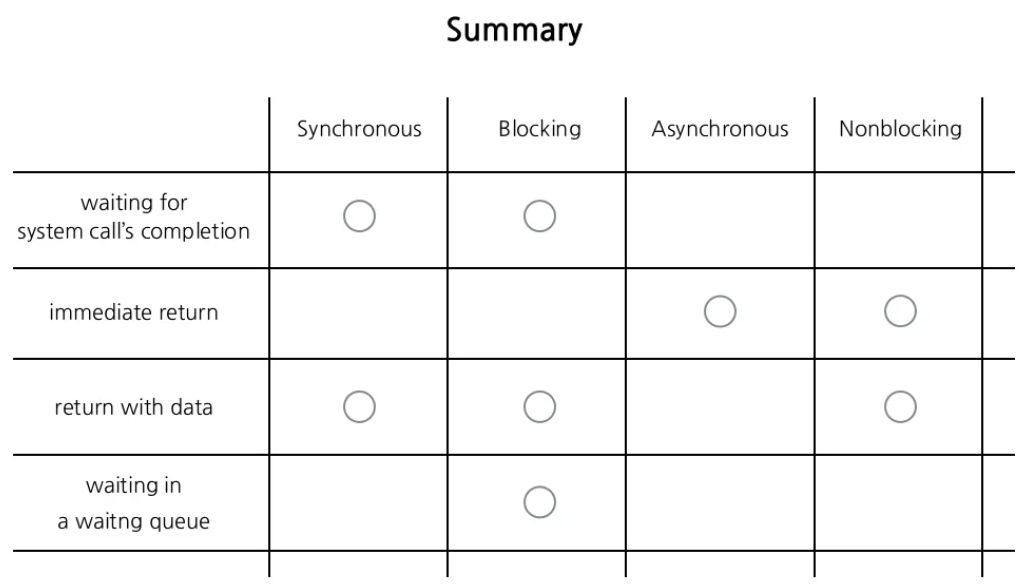 Summary
Synchronous Blocking Asynchronous Nonblocking
waiting for
system call's completion
immediate return
return with data
waiting in
a waitng queue